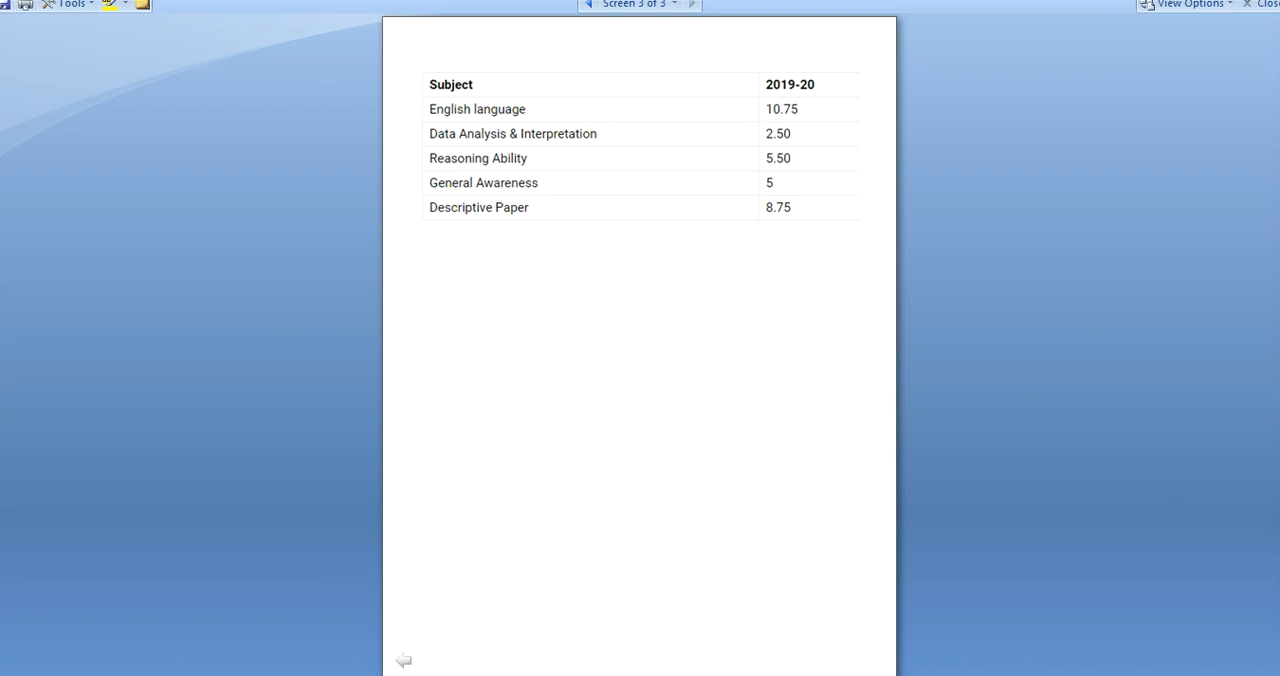 Tools
Screen 3 of 3
View Options
Subject 2019-20
English language 10.75
Data Analysis & Interpretation 2.50
Reasoning Ability 5.50
General Awareness 5
Descriptive Paper 8.75